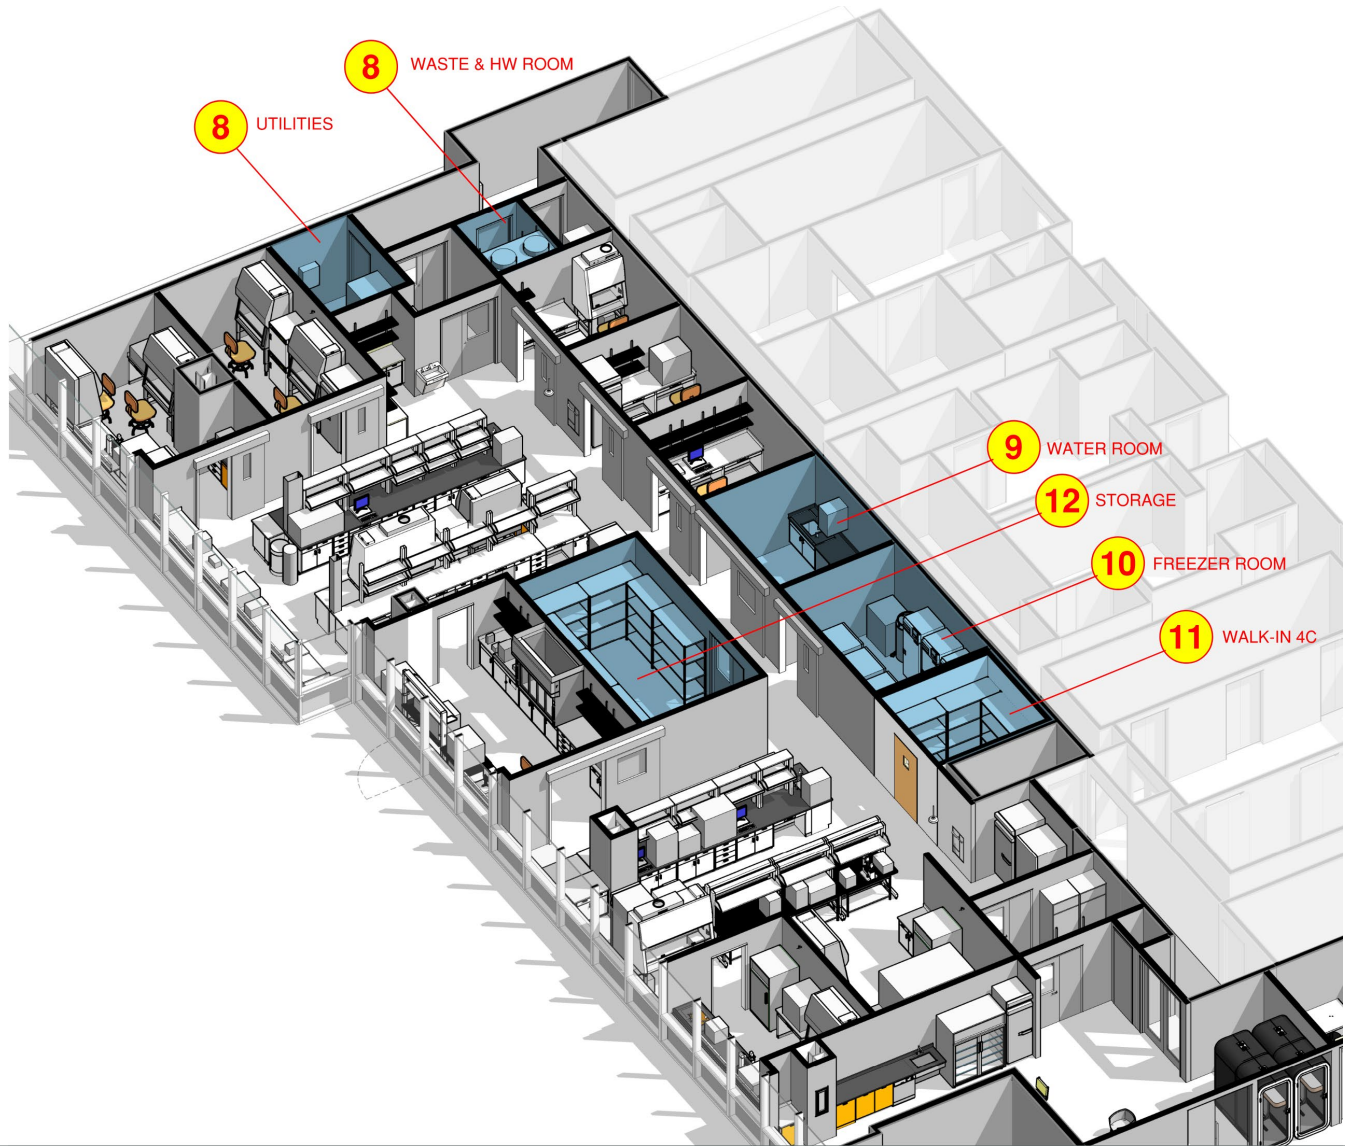 8 WASTE & HW ROOM
8 UTILITIES
9 WATER ROOM
12 STORAGE
10 FREEZER ROOM
11 WALK-IN 4C